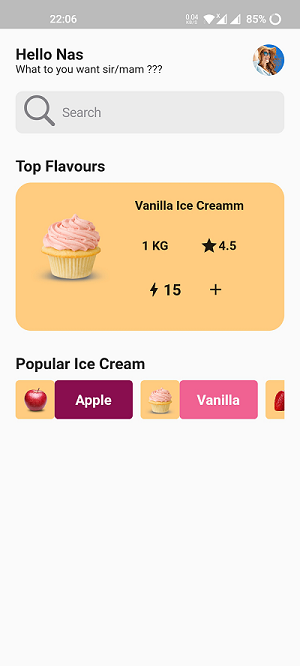 22:06
0.04
KB/S
85%
Hello Nas
What to you want sir/mam ???
Search
Top Flavours
Vanilla Ice Creamm
1 KG
4.5
15
+
Popular Ice Cream
Apple
Vanilla